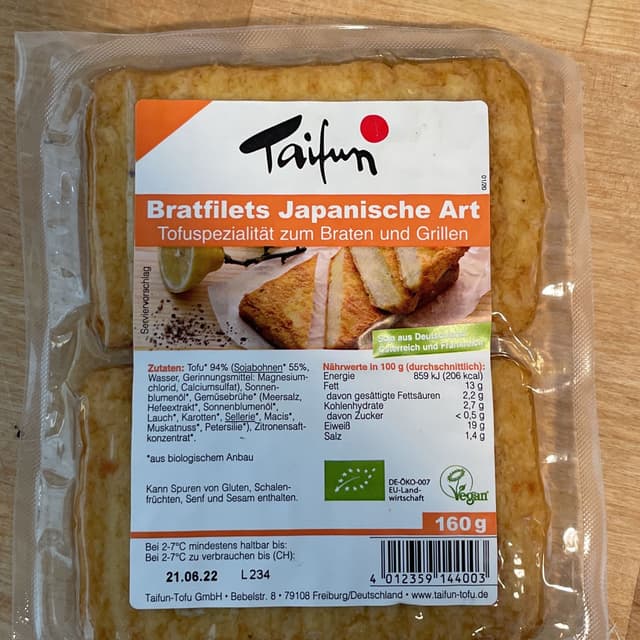 Taifun
0010
Bratfilets Japanische Art
Tofuspezialität zum Braten und Grillen
Serviervorschlag
Soja aus Deutschland,
Österreich und Frankreich
Zutaten: Tofu* 94% (Sojabohnen* 55%,
Wasser, Gerinnungsmittel: Magnesium-
chlorid, Calciumsulfat), Sonnen-
blumenöl*, Gemüsebrühe* (Meersalz,
Hefeextrakt*, Sonnenblumenöl*,
Lauch*, Karotten*, Sellerie*, Macis*,
Muskatnuss*, Petersilie*), Zitronensaft-
konzentrat*.
*aus biologischem Anbau
Kann Spuren von Gluten, Schalen-
früchten, Senf und Sesam enthalten.
Nährwerte in 100 g (durchschnittlich):
Energie 859 kJ (206 kcal)
Fett 13 g
davon gesättigte Fettsäuren 2,2 g
Kohlenhydrate 2,7 g
davon Zucker < 0,5 g
Eiweiß 19 g
Salz 1,4 g
DE-ÖKO-007
EU-Land-
wirtschaft
Vegan
160 g
Bei 2-7°C mindestens haltbar bis:
Bei 2-7°C zu verbrauchen bis (CH):
21.06.22 L 234
4 012359 144003
Taifun-Tofu GmbH • Bebelstr. 8 • 79108 Freiburg/Deutschland • www.taifun-tofu.de